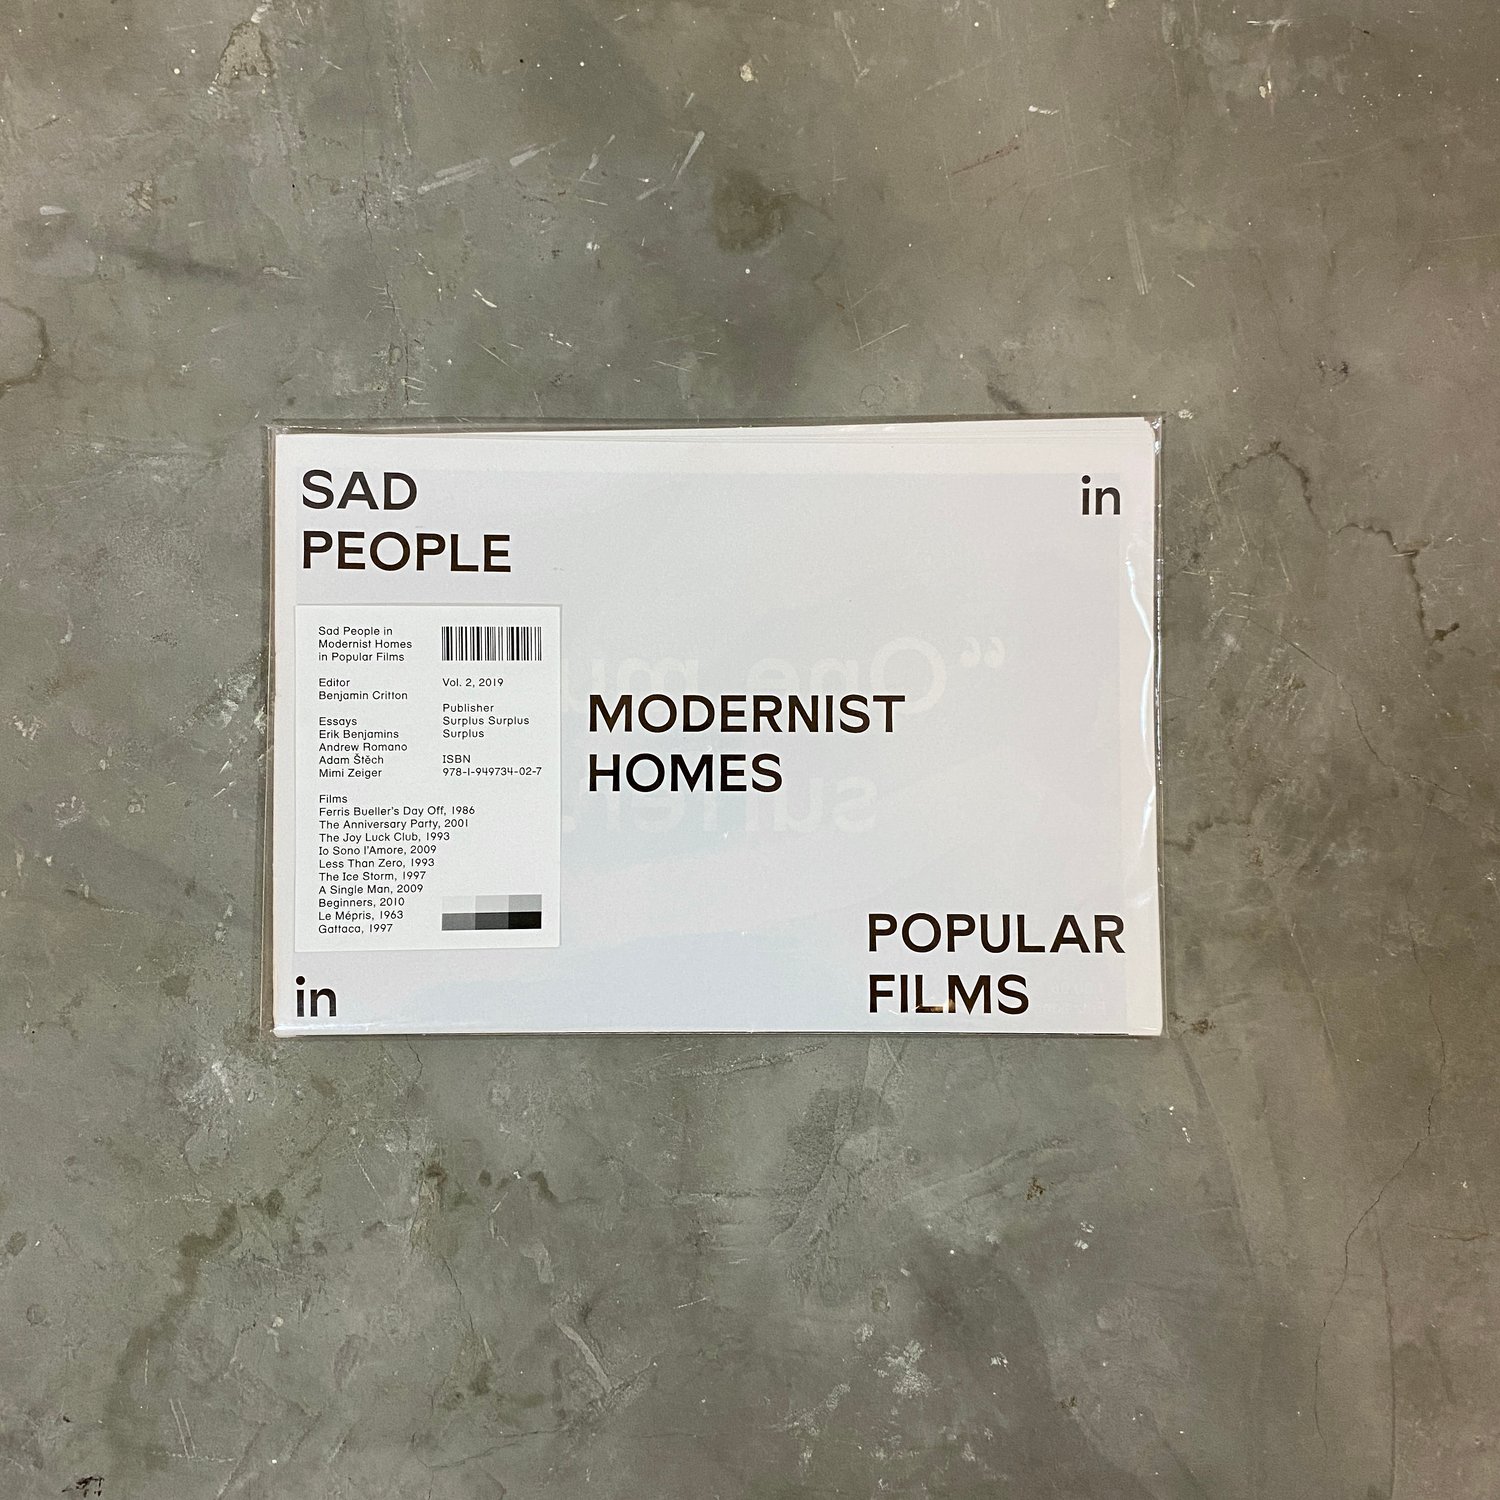 SAD
PEOPLE
in
Sad People in
Modernist Homes
in Popular Films
Editor
Benjamin Critton
Essays
Erik Benjamins
Andrew Romano
Adam Štěch
Mimi Zeiger
Films
Ferris Bueller's Day Off, 1986
The Anniversary Party, 2001
The Joy Luck Club, 1993
Io Sono l'Amore, 2009
Less Than Zero, 1993
The Ice Storm, 1997
A Single Man, 2009
Beginners, 2010
Le Mépris, 1963
Gattaca, 1997
Vol. 2, 2019
Publisher
Surplus Surplus
Surplus
ISBN
978-1-949734-02-7
MODERNIST
HOMES
in
POPULAR
FILMS
“One mu
suffer.